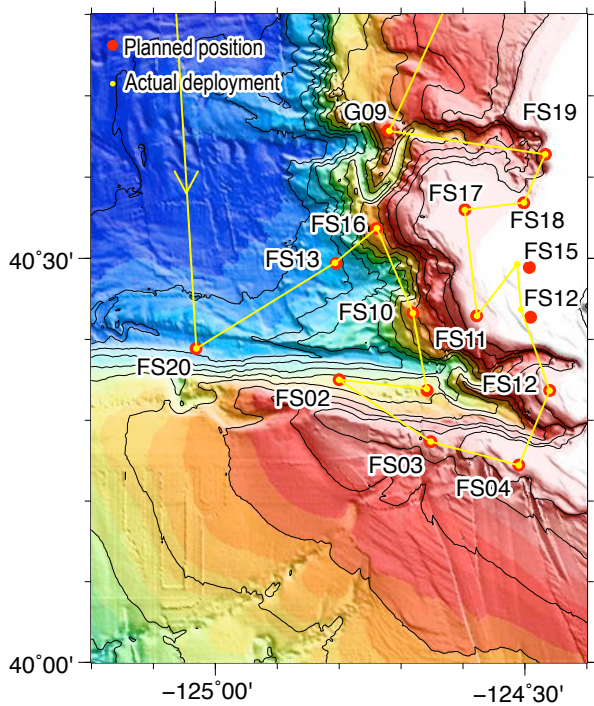 Planned position
Actual deployment
G09
FS19
FS17
FS18
FS16
FS15
40°30'
FS13
FS10
FS12
FS11
FS20
FS12
FS02
FS03
FS04
40°00'
−125°00'
−124°30'